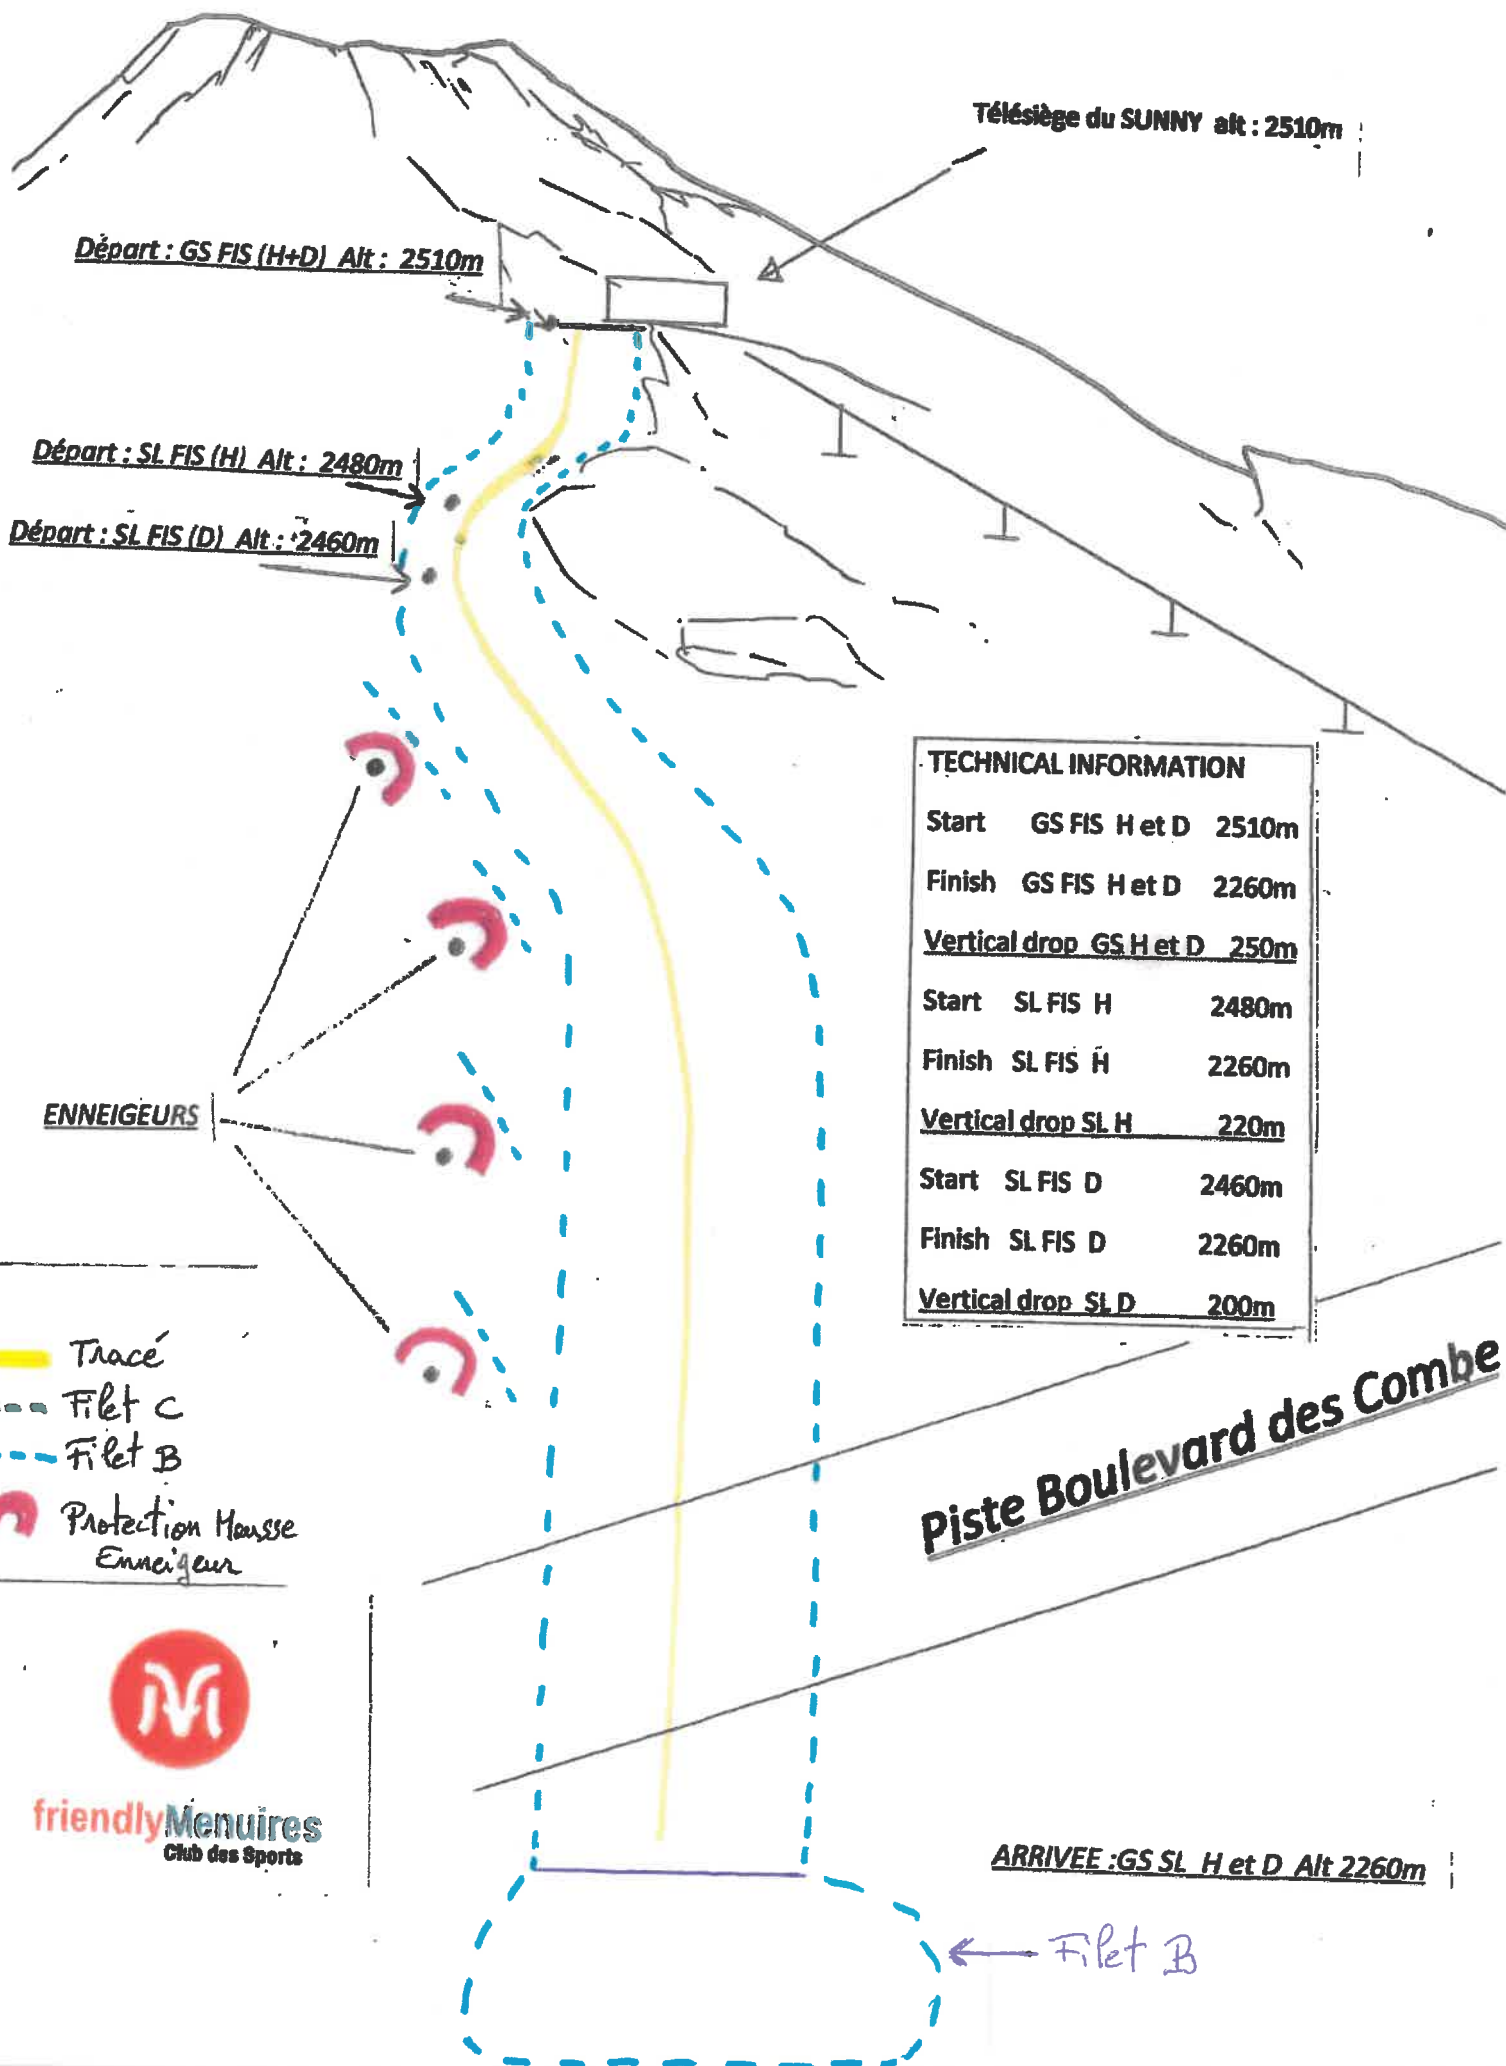 Télésiège du SUNNY alt : 2510m
Départ : GS FIS (H+D) Alt : 2510m
Départ : SL FIS (H) Alt : 2480m
Départ : SL FIS (D) Alt : 2460m
TECHNICAL INFORMATION
Start GS FIS H et D 2510m
Finish GS FIS H et D 2260m
Vertical drop GS H et D 250m
Start SL FIS H 2480m
Finish SL FIS H 2260m
Vertical drop SL H 220m
Start SL FIS D 2460m
Finish SL FIS D 2260m
Vertical drop SL D 200m
ENNEIGEURS
Tracé
Filet C
Filet B
Protection Mousse
Enneigeur
Piste Boulevard des Combe
friendlyMenuires
Club des Sports
ARRIVEE :GS SL H et D Alt 2260m
Filet B